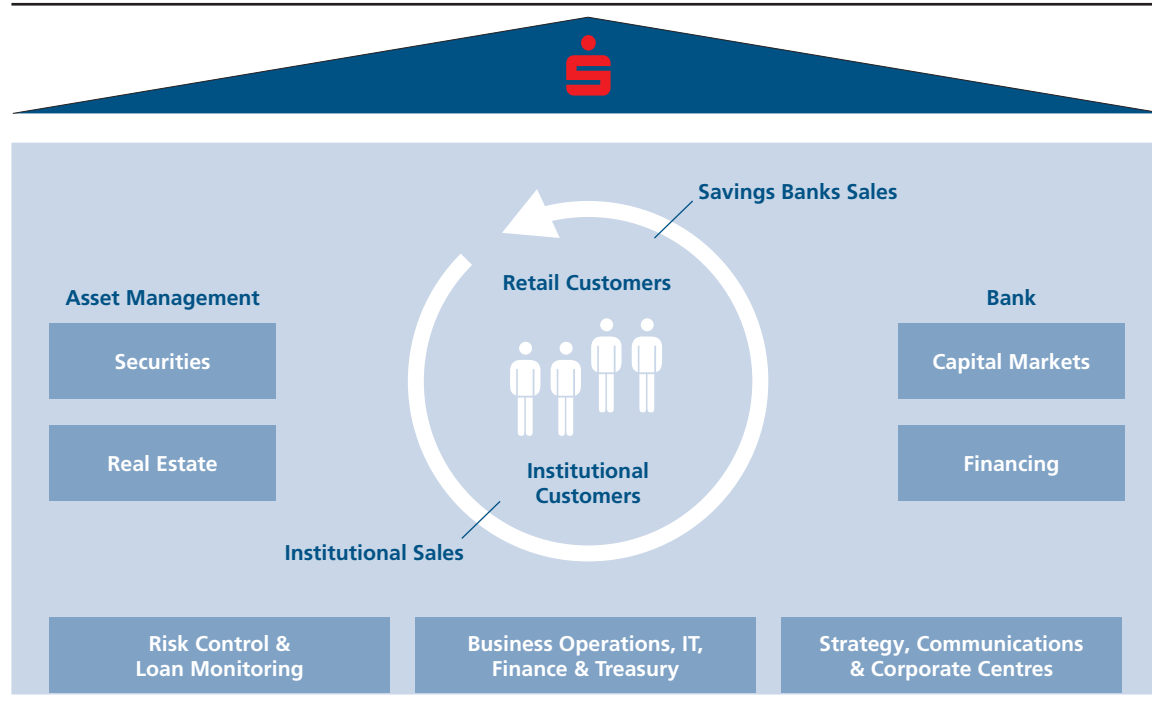 Savings Banks Sales
Retail Customers
Asset Management
Bank
Securities
Capital Markets
Real Estate
Financing
Institutional
Customers
Institutional Sales
Risk Control &
Loan Monitoring
Business Operations, IT,
Finance & Treasury
Strategy, Communications
& Corporate Centres